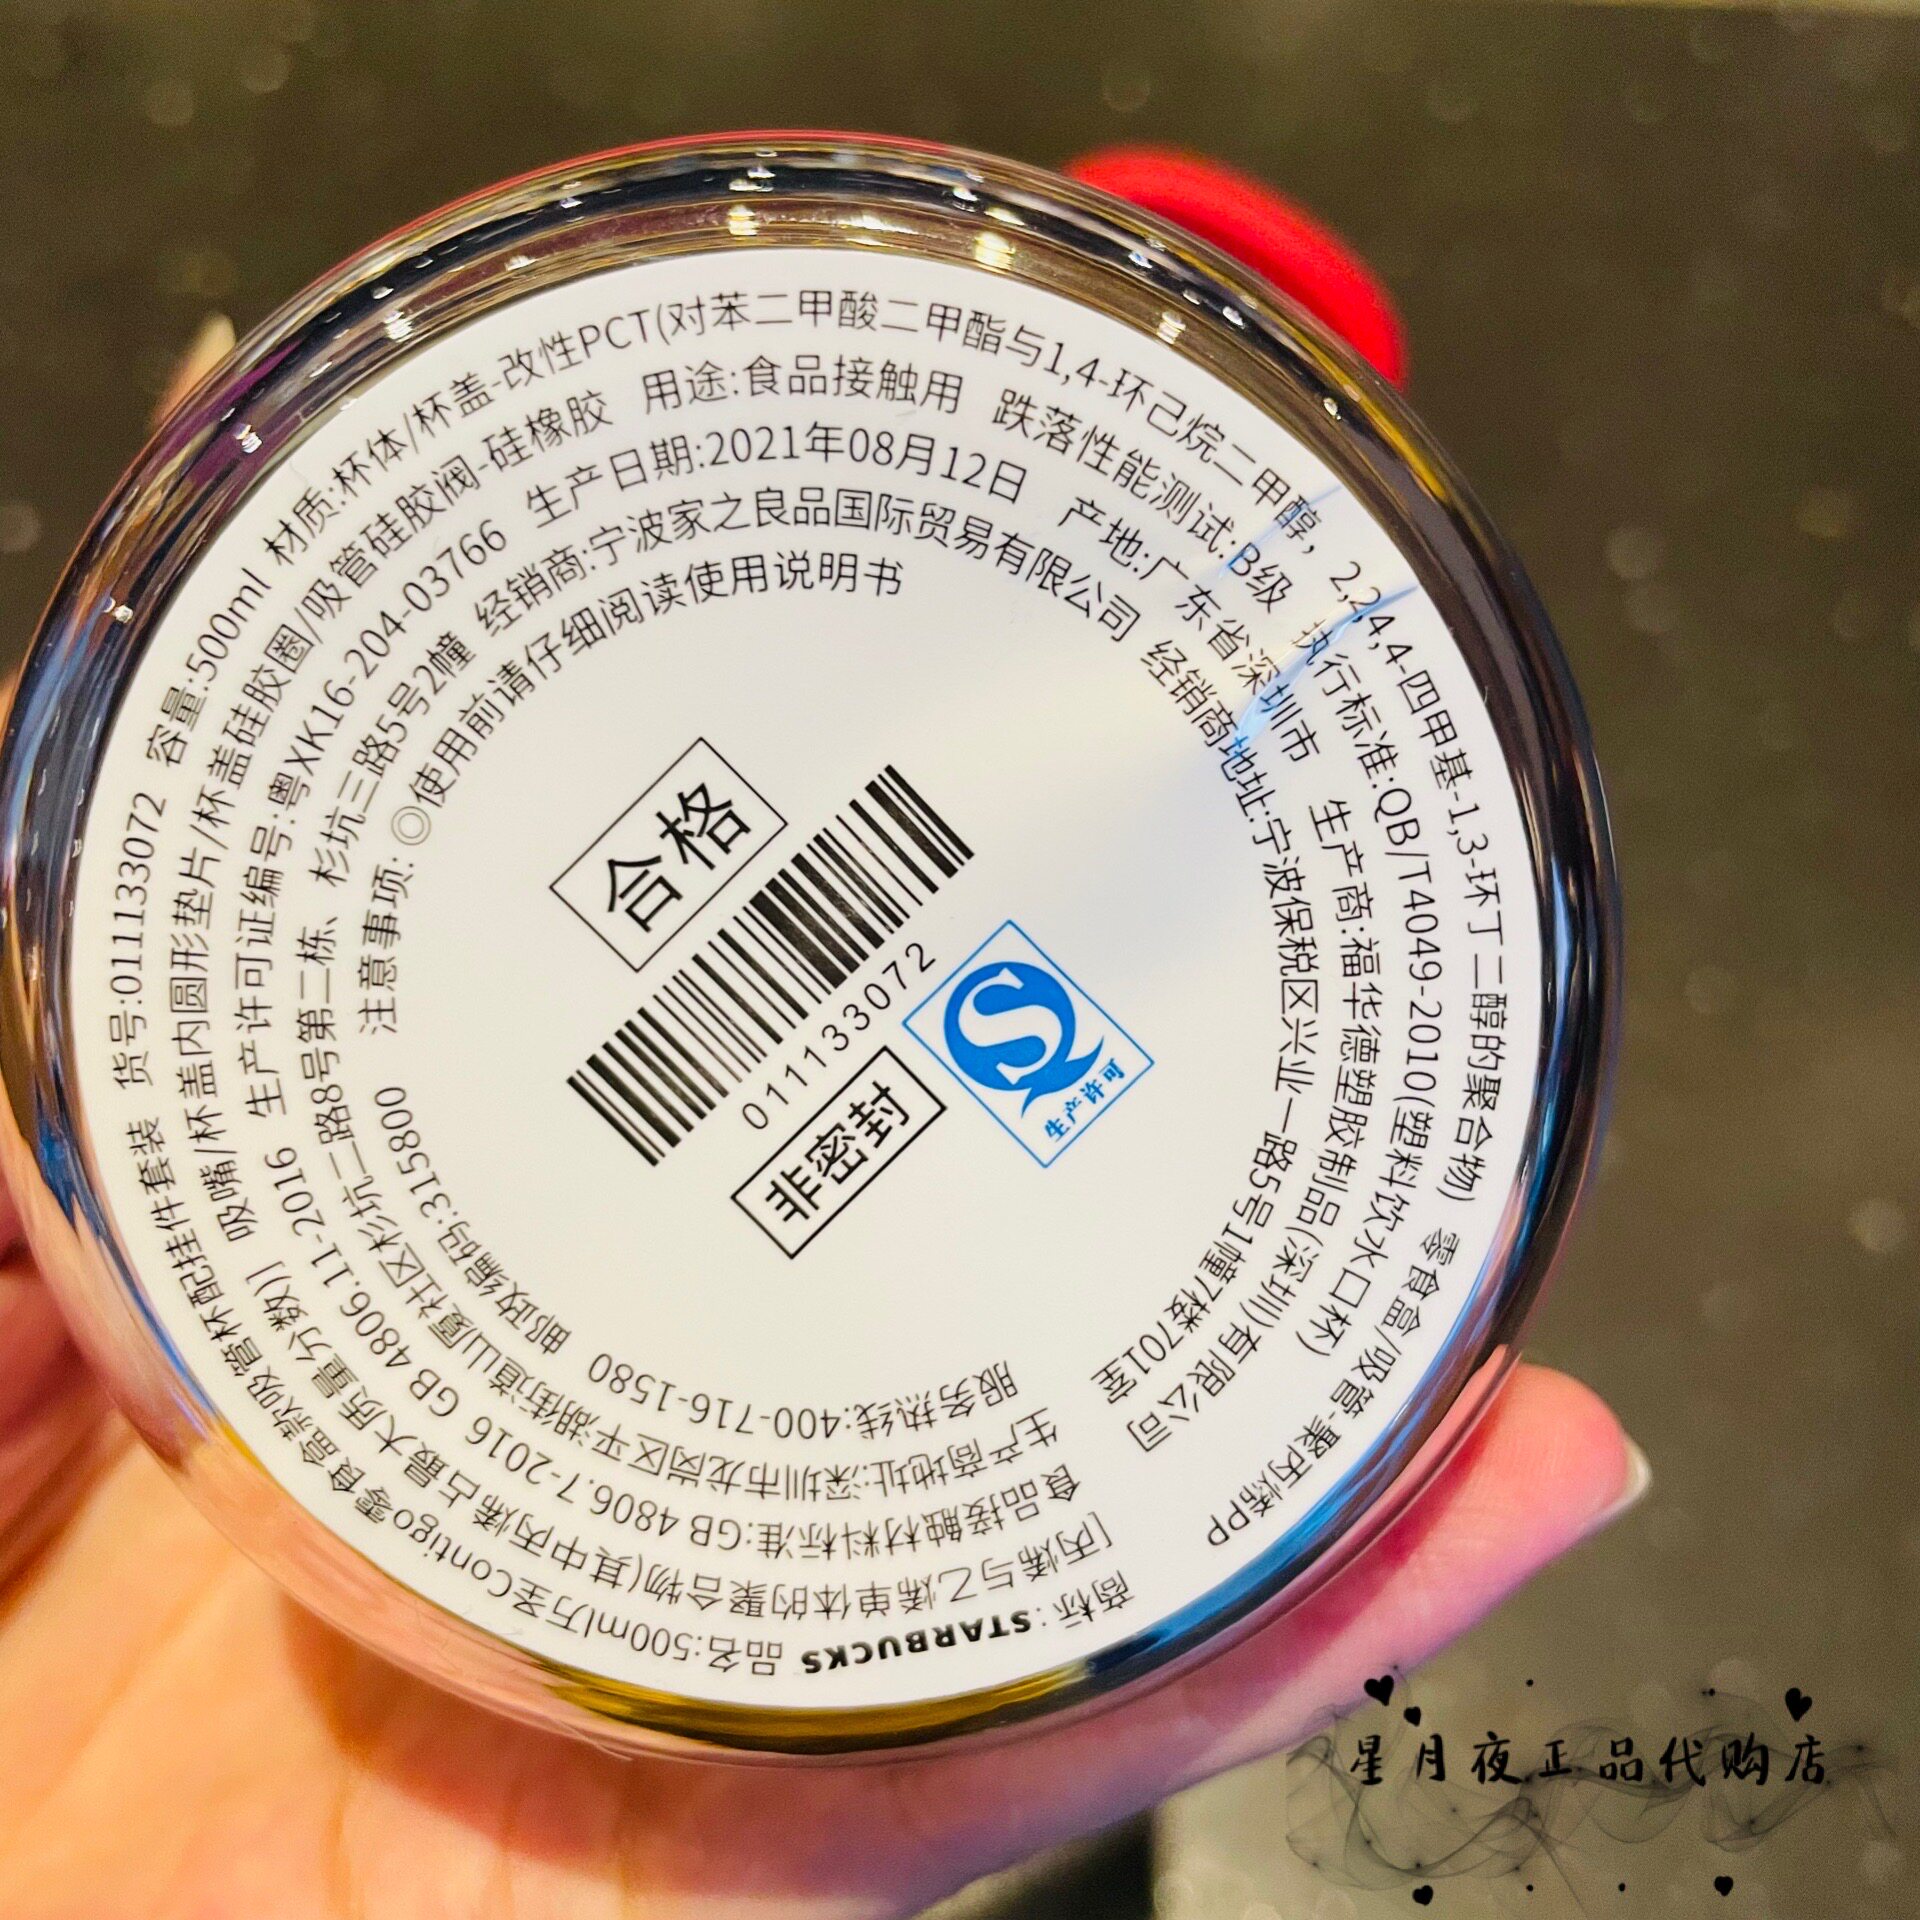 商标:STARBUCKS 品名:500ml万圣Contigo零食盒款吸管杯配挂件套装 货号:011133072 容量:500ml 材质:杯体/杯盖-改性PCT(对苯二甲酸二甲酯与1,4-环己烷二甲醇，2,2,4,4-四甲基-1,3-环丁二醇的聚合物) 零食盒/吸管-聚丙烯PP
[丙烯与乙烯单体的聚合物(其中丙烯占最大质量分数)] 吸嘴/杯盖内圆形垫片/杯盖硅胶圈/吸管硅胶阀-硅橡胶 用途:食品接触用 跌落性能测试:B级 执行标准:QB/T4049-2010(塑料饮水口杯)
食品接触材料标准:GB 4806.7-2016 GB 4806.11-2016 生产许可证编号:粤XK16-204-03766 生产日期:2021年08月12日 产地:广东省深圳市 生产商:福华德塑胶制品(深圳)有限公司
生产商地址:深圳市龙岗区平湖街道山厦社区杉坑二路8号第二栋、杉坑三路5号2幢 经销商:宁波家之良品国际贸易有限公司 经销商地址:宁波保税区兴业一路5号1幢7楼701室
服务热线:400-716-1580 邮政编码:315800 注意事项:◎使用前请仔细阅读使用说明书
合格
011133072
非密封
生产许可
星月夜正品代购店